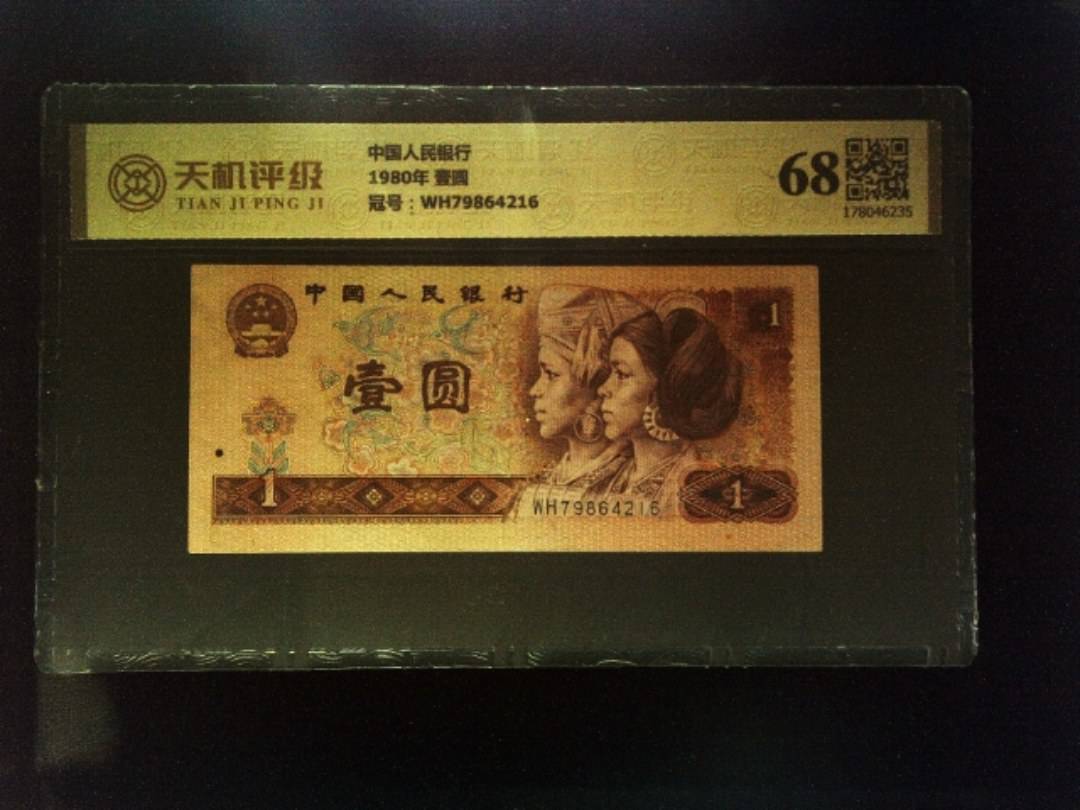 天机评级
TIAN JI PING JI
中国人民银行
1980年 壹圆
冠号：WH79864216
68
178046235
中国人民银行
1
壹圆
1
WH79864216
1